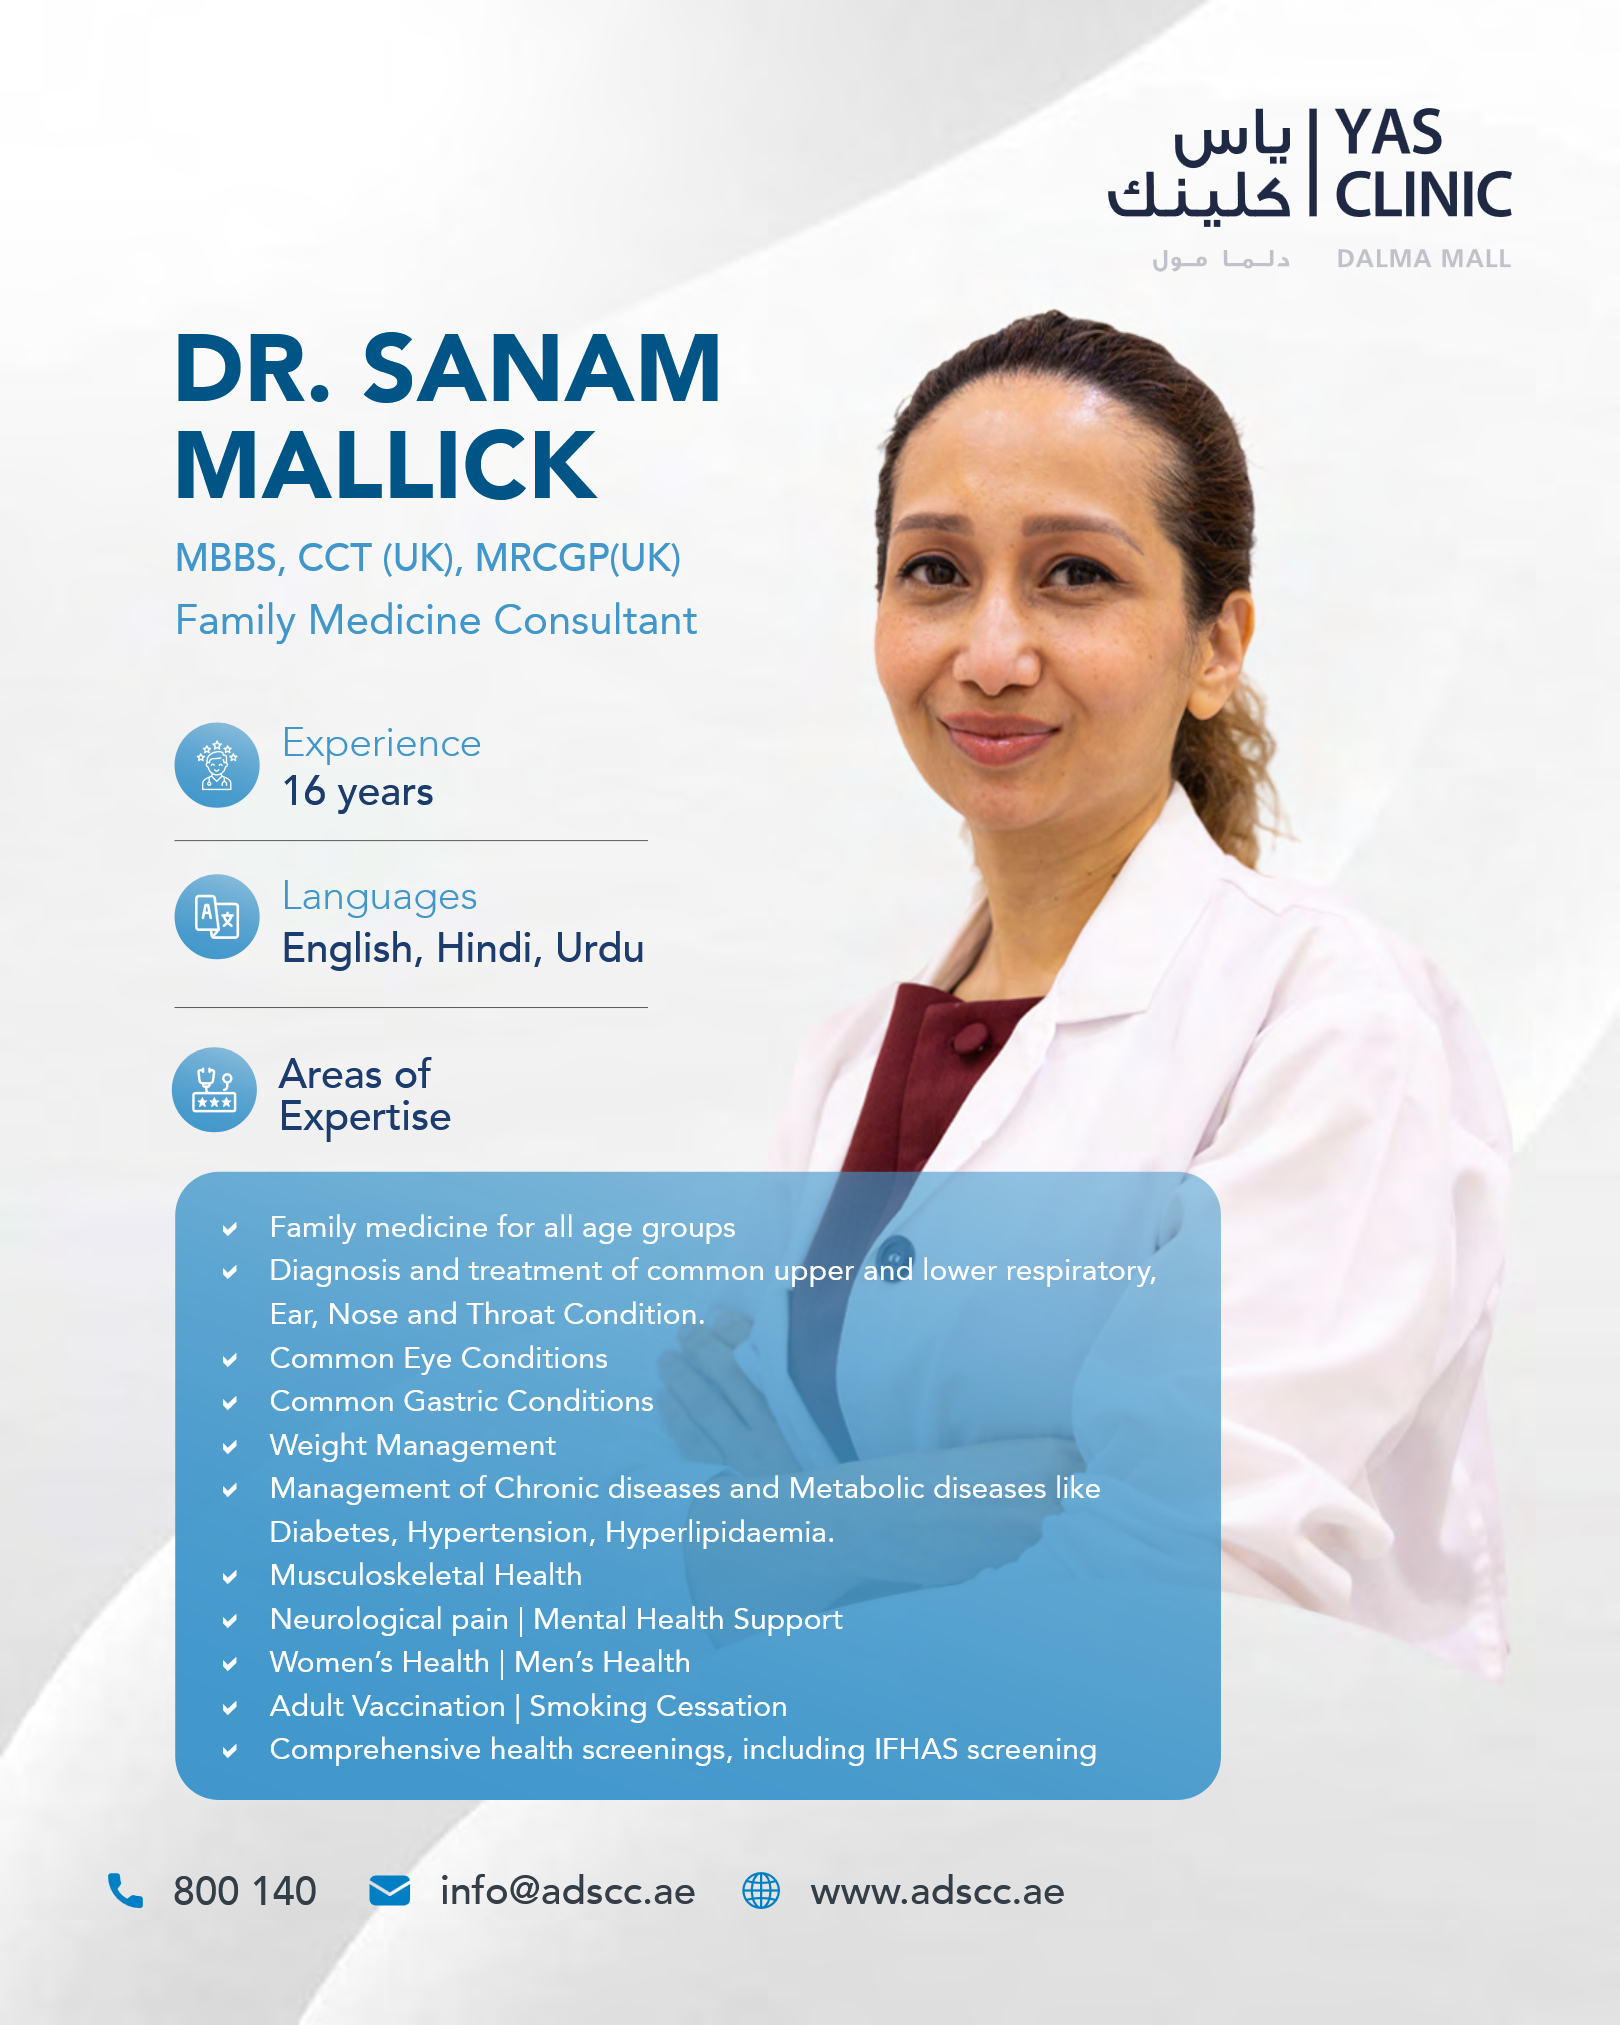 ياس
كلينك
YAS
CLINIC
دلما مول
DALMA MALL
DR. SANAM
MALLICK
MBBS, CCT (UK), MRCGP(UK)
Family Medicine Consultant
Experience
16 years
Languages
English, Hindi, Urdu
Areas of
Expertise
Family medicine for all age groups
Diagnosis and treatment of common upper and lower respiratory,
Ear, Nose and Throat Condition.
Common Eye Conditions
Common Gastric Conditions
Weight Management
Management of Chronic diseases and Metabolic diseases like
Diabetes, Hypertension, Hyperlipidaemia.
Musculoskeletal Health
Neurological pain | Mental Health Support
Women’s Health | Men’s Health
Adult Vaccination | Smoking Cessation
Comprehensive health screenings, including IFHAS screening
800 140
info@adscc.ae
www.adscc.ae